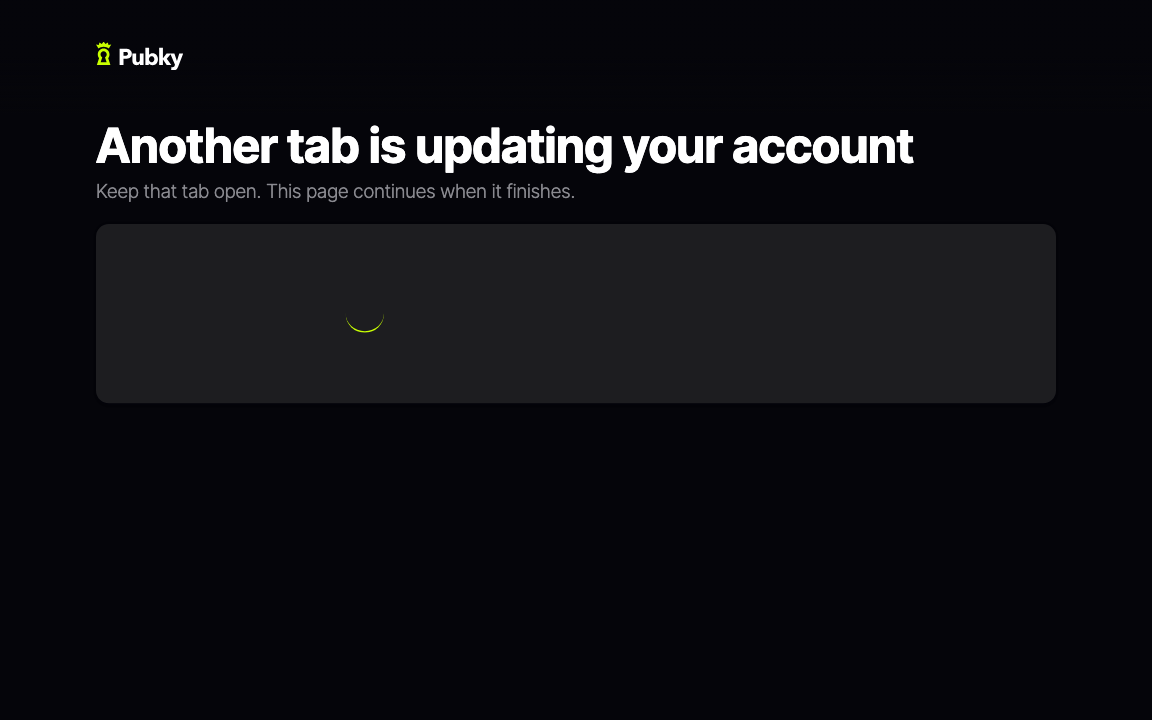 Pubky
Another tab is updating your account
Keep that tab open. This page continues when it finishes.